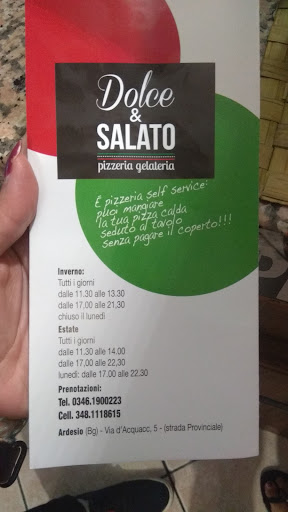 Dolce
&
SALATO
pizzeria gelateria
É pizzeria self service:
puoi mangiare
la tua pizza calda
seduto al tavolo
senza pagare il coperto!!!
Inverno:
Tutti i giorni
dalle 11.30 alle 13.30
dalle 17.00 alle 21,30
chiuso il lunedì
Estate
Tutti i giorni
dalle 11.30 alle 14.00
dalle 17.00 alle 22,30
lunedì: dalle 17.00 alle 22.30
Prenotazioni:
Tel. 0346.1900223
Cell. 348.1118615
Ardesio (Bg) - Via d'Acquacc, 5 - (strada Provinciale)